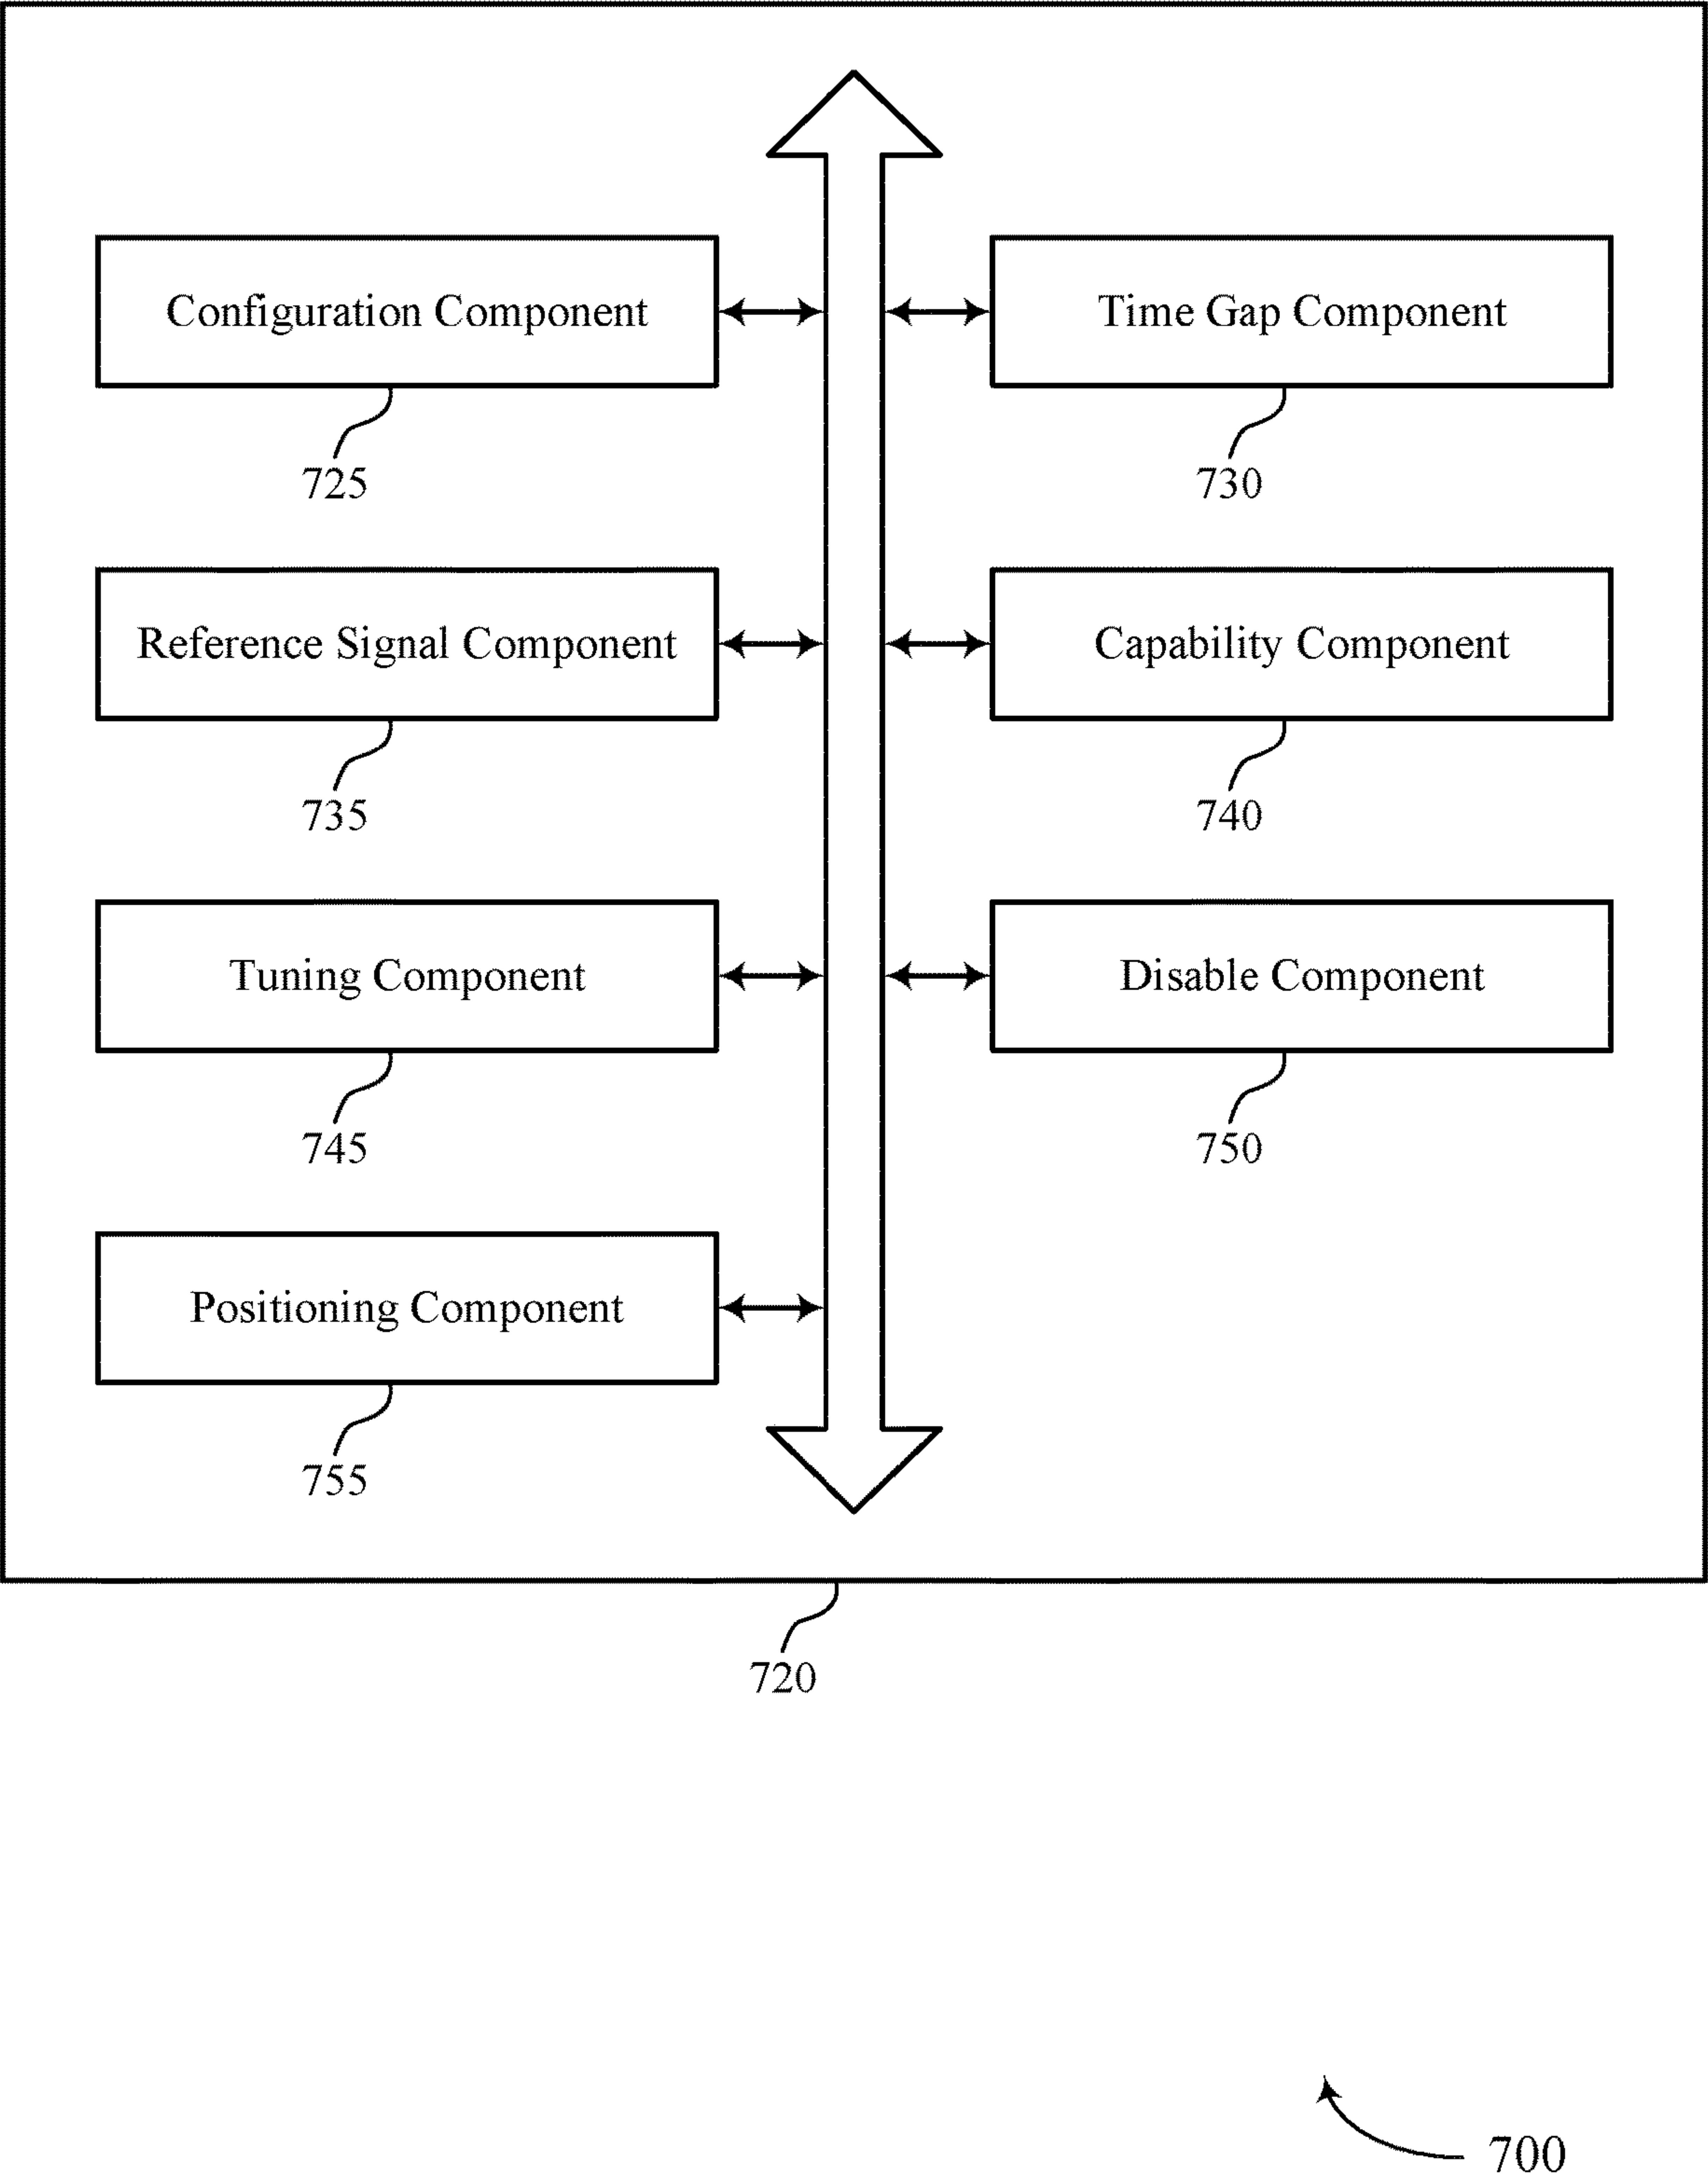 Configuration Component
Time Gap Component
725
730
Reference Signal Component
Capability Component
735
740
Tuning Component
Disable Component
745
750
Positioning Component
755
720
700